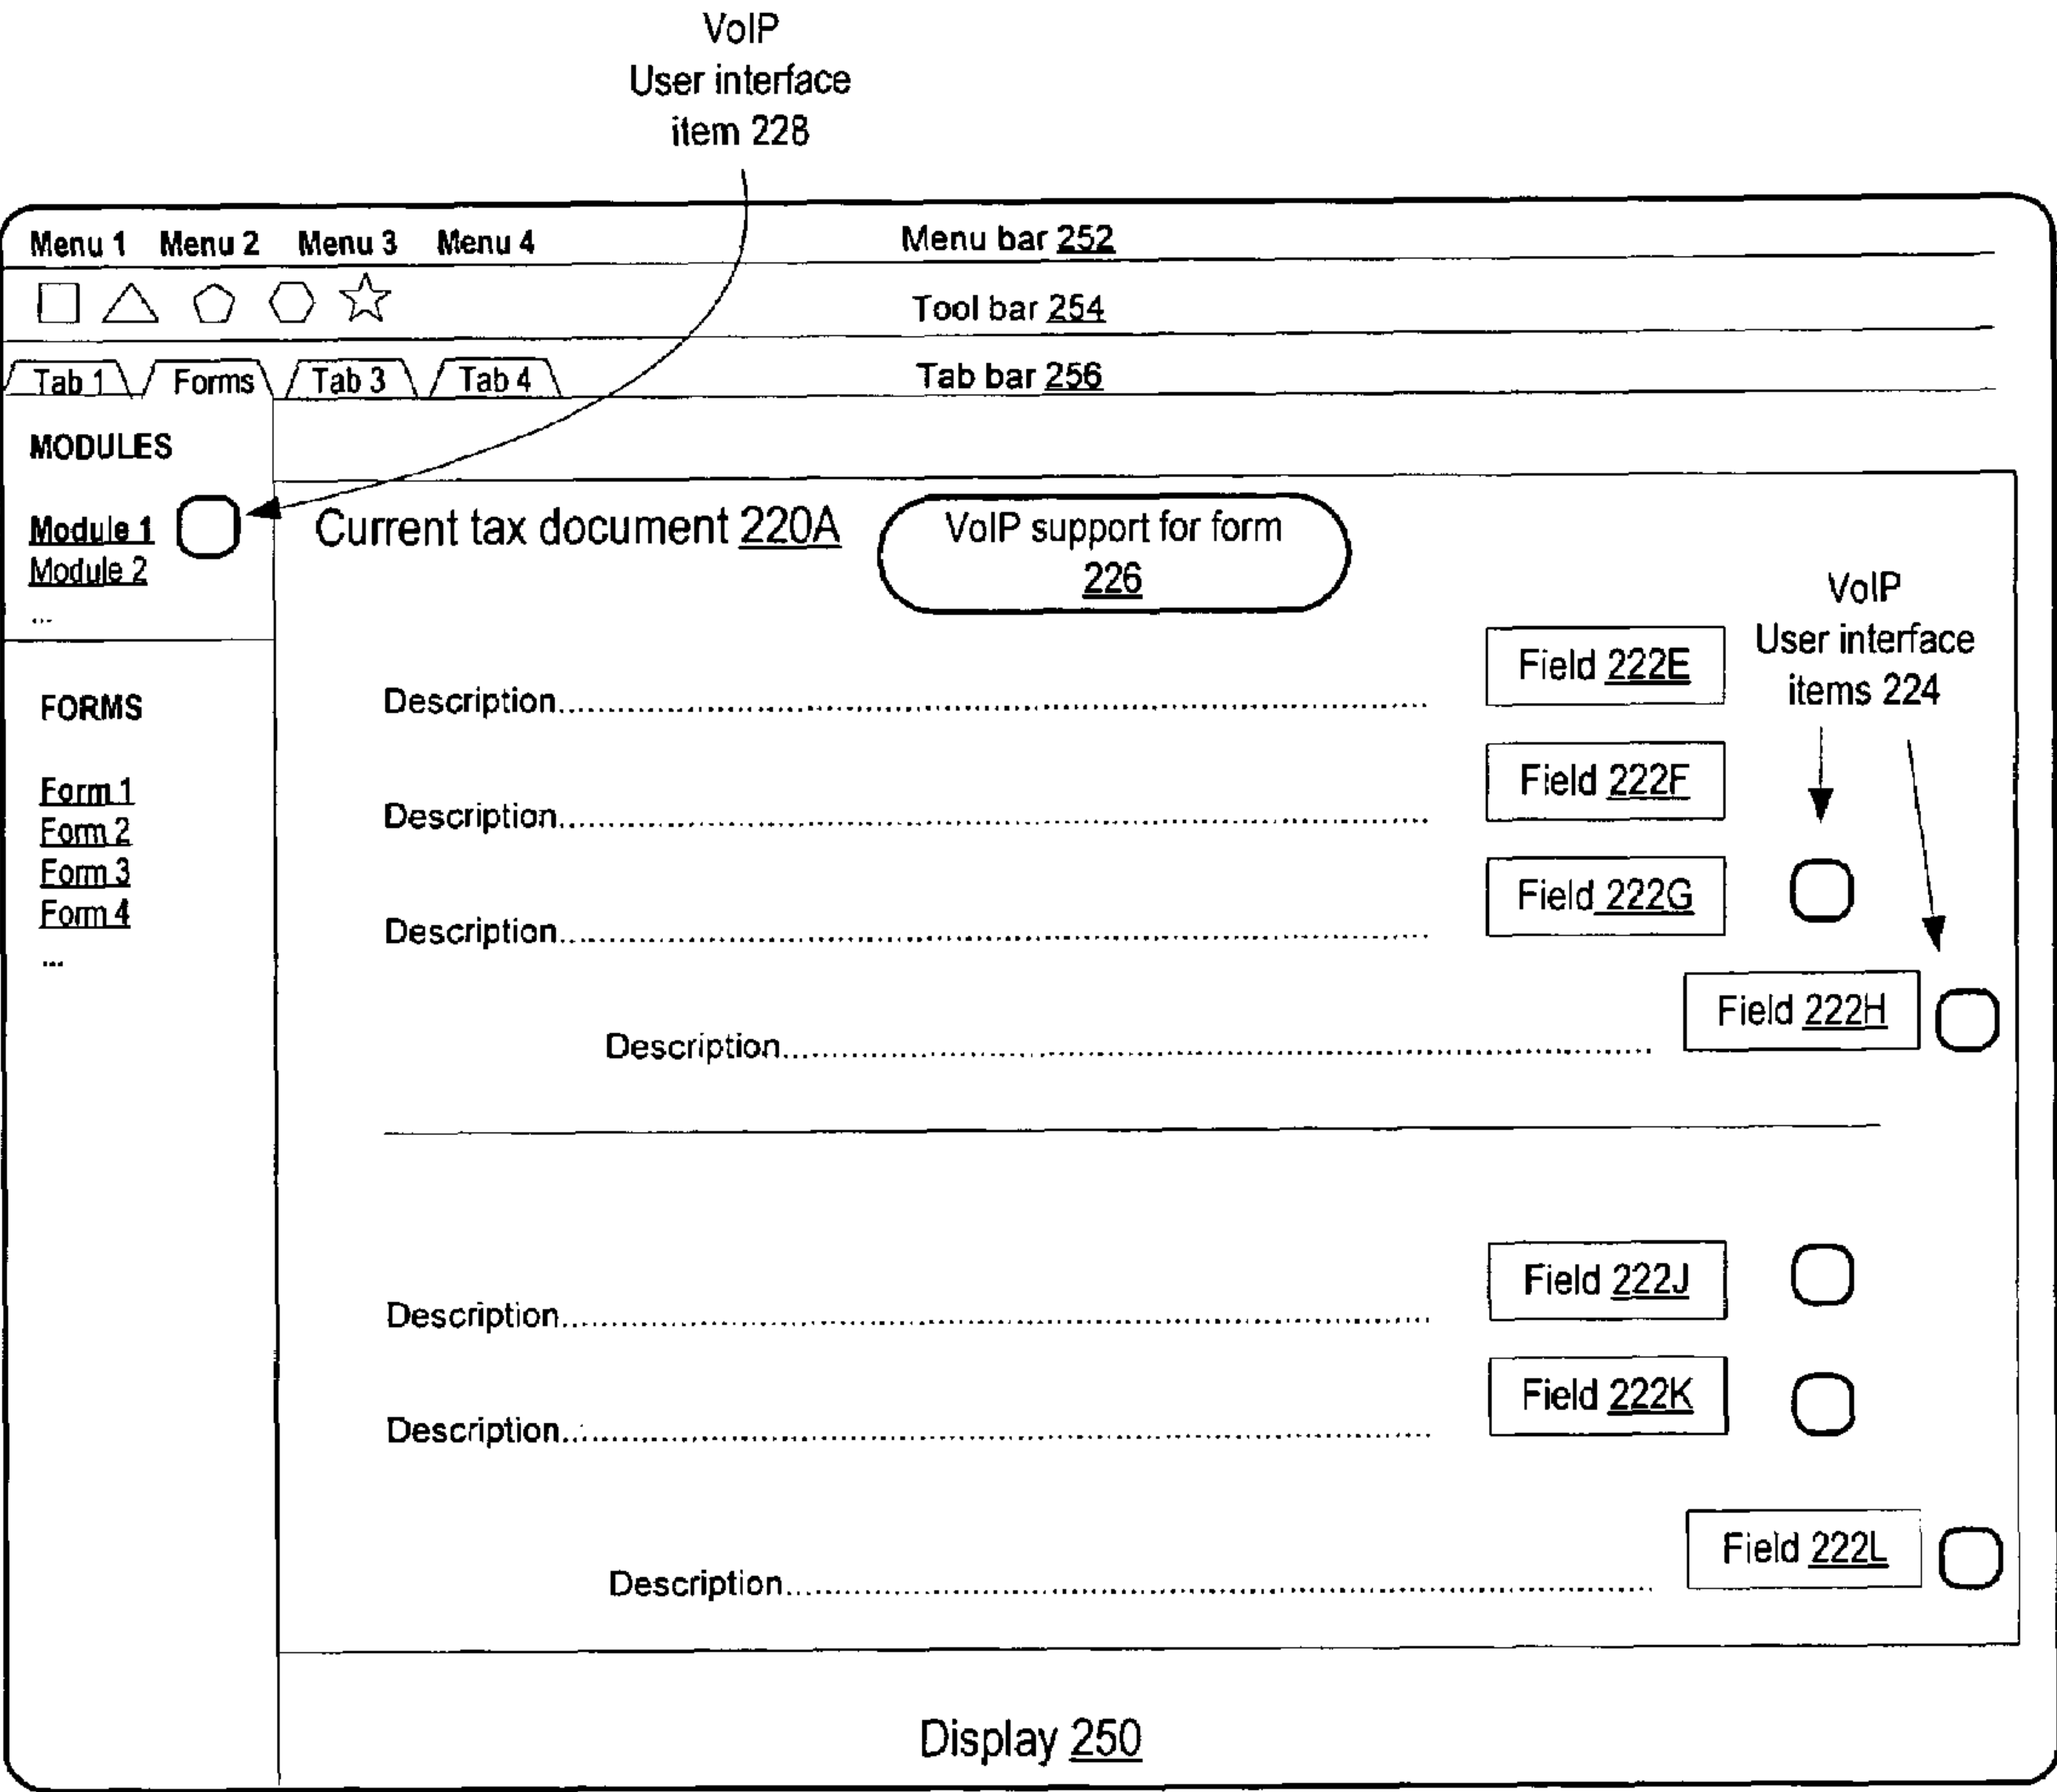 VoIP
User interface
item 228
Menu 1 Menu 2 Menu 3 Menu 4 Menu bar 252
Tool bar 254
Tab 1 Forms Tab 3 Tab 4 Tab bar 256
MODULES
Module 1
Module 2
...
FORMS
Form 1
Form 2
Form 3
Form 4
...
Current tax document 220A
VoIP support for form
226
VoIP
User interface
items 224
Description.......... Field 222E
Description.......... Field 222F
Description.......... Field 222G
Description.......... Field 222H
Description.......... Field 222J
Description.......... Field 222K
Description.......... Field 222L
Display 250